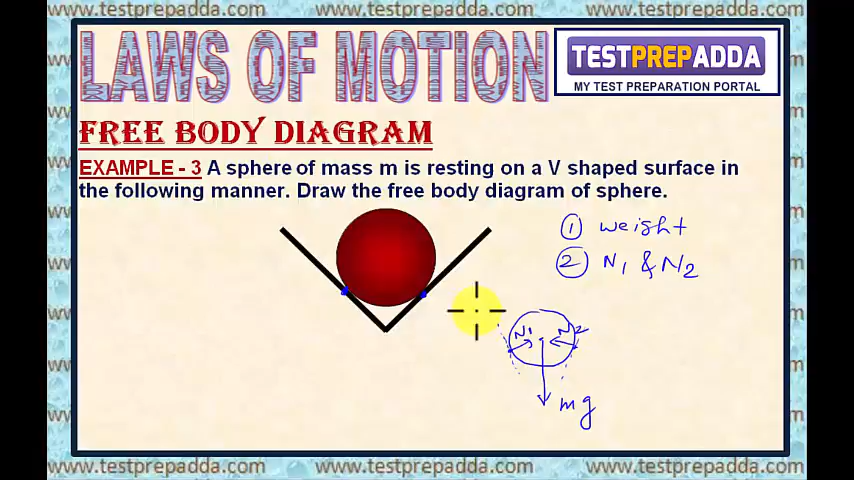 www.testprepadda.com www.testprepadda.com www.testprepadda.com
LAWS OF MOTION
TESTPREPADDA
MY TEST PREPARATION PORTAL
FREE BODY DIAGRAM
EXAMPLE - 3 A sphere of mass m is resting on a V shaped surface in
the following manner. Draw the free body diagram of sphere.
1 weight
2 N1 & N2
N1 N2
mg
www.testprepadda.com www.testprepadda.com www.testprepadda.com